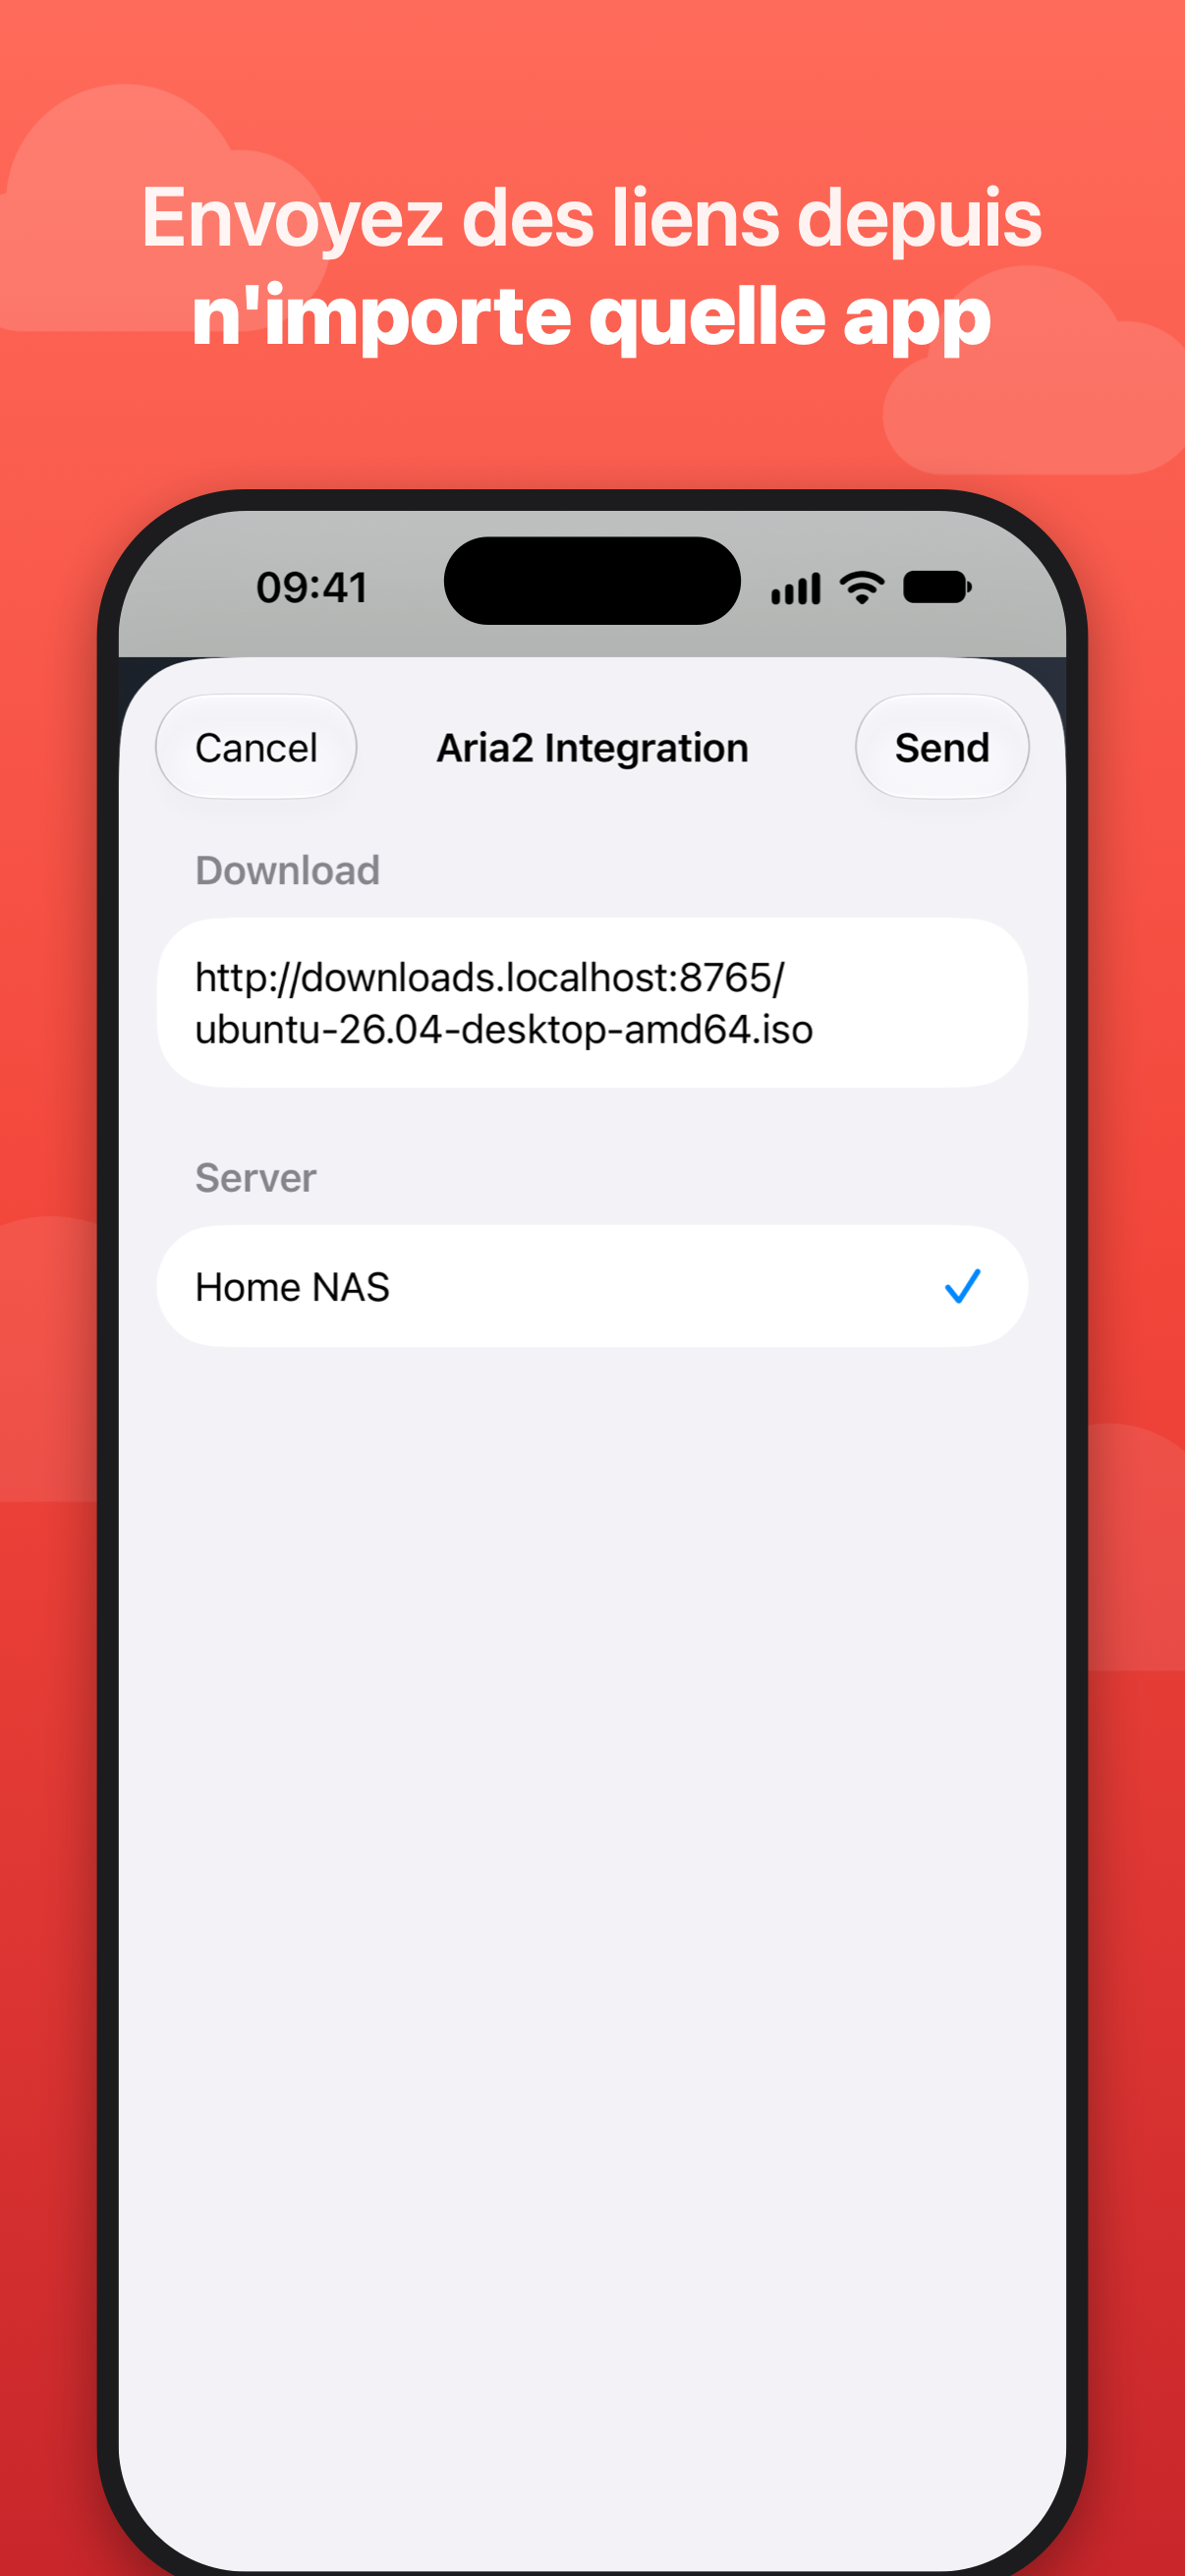 Envoyez des liens depuis
n'importe quelle app
09:41
Cancel
Aria2 Integration
Send
Download
http://downloads.localhost:8765/
ubuntu-26.04-desktop-amd64.iso
Server
Home NAS